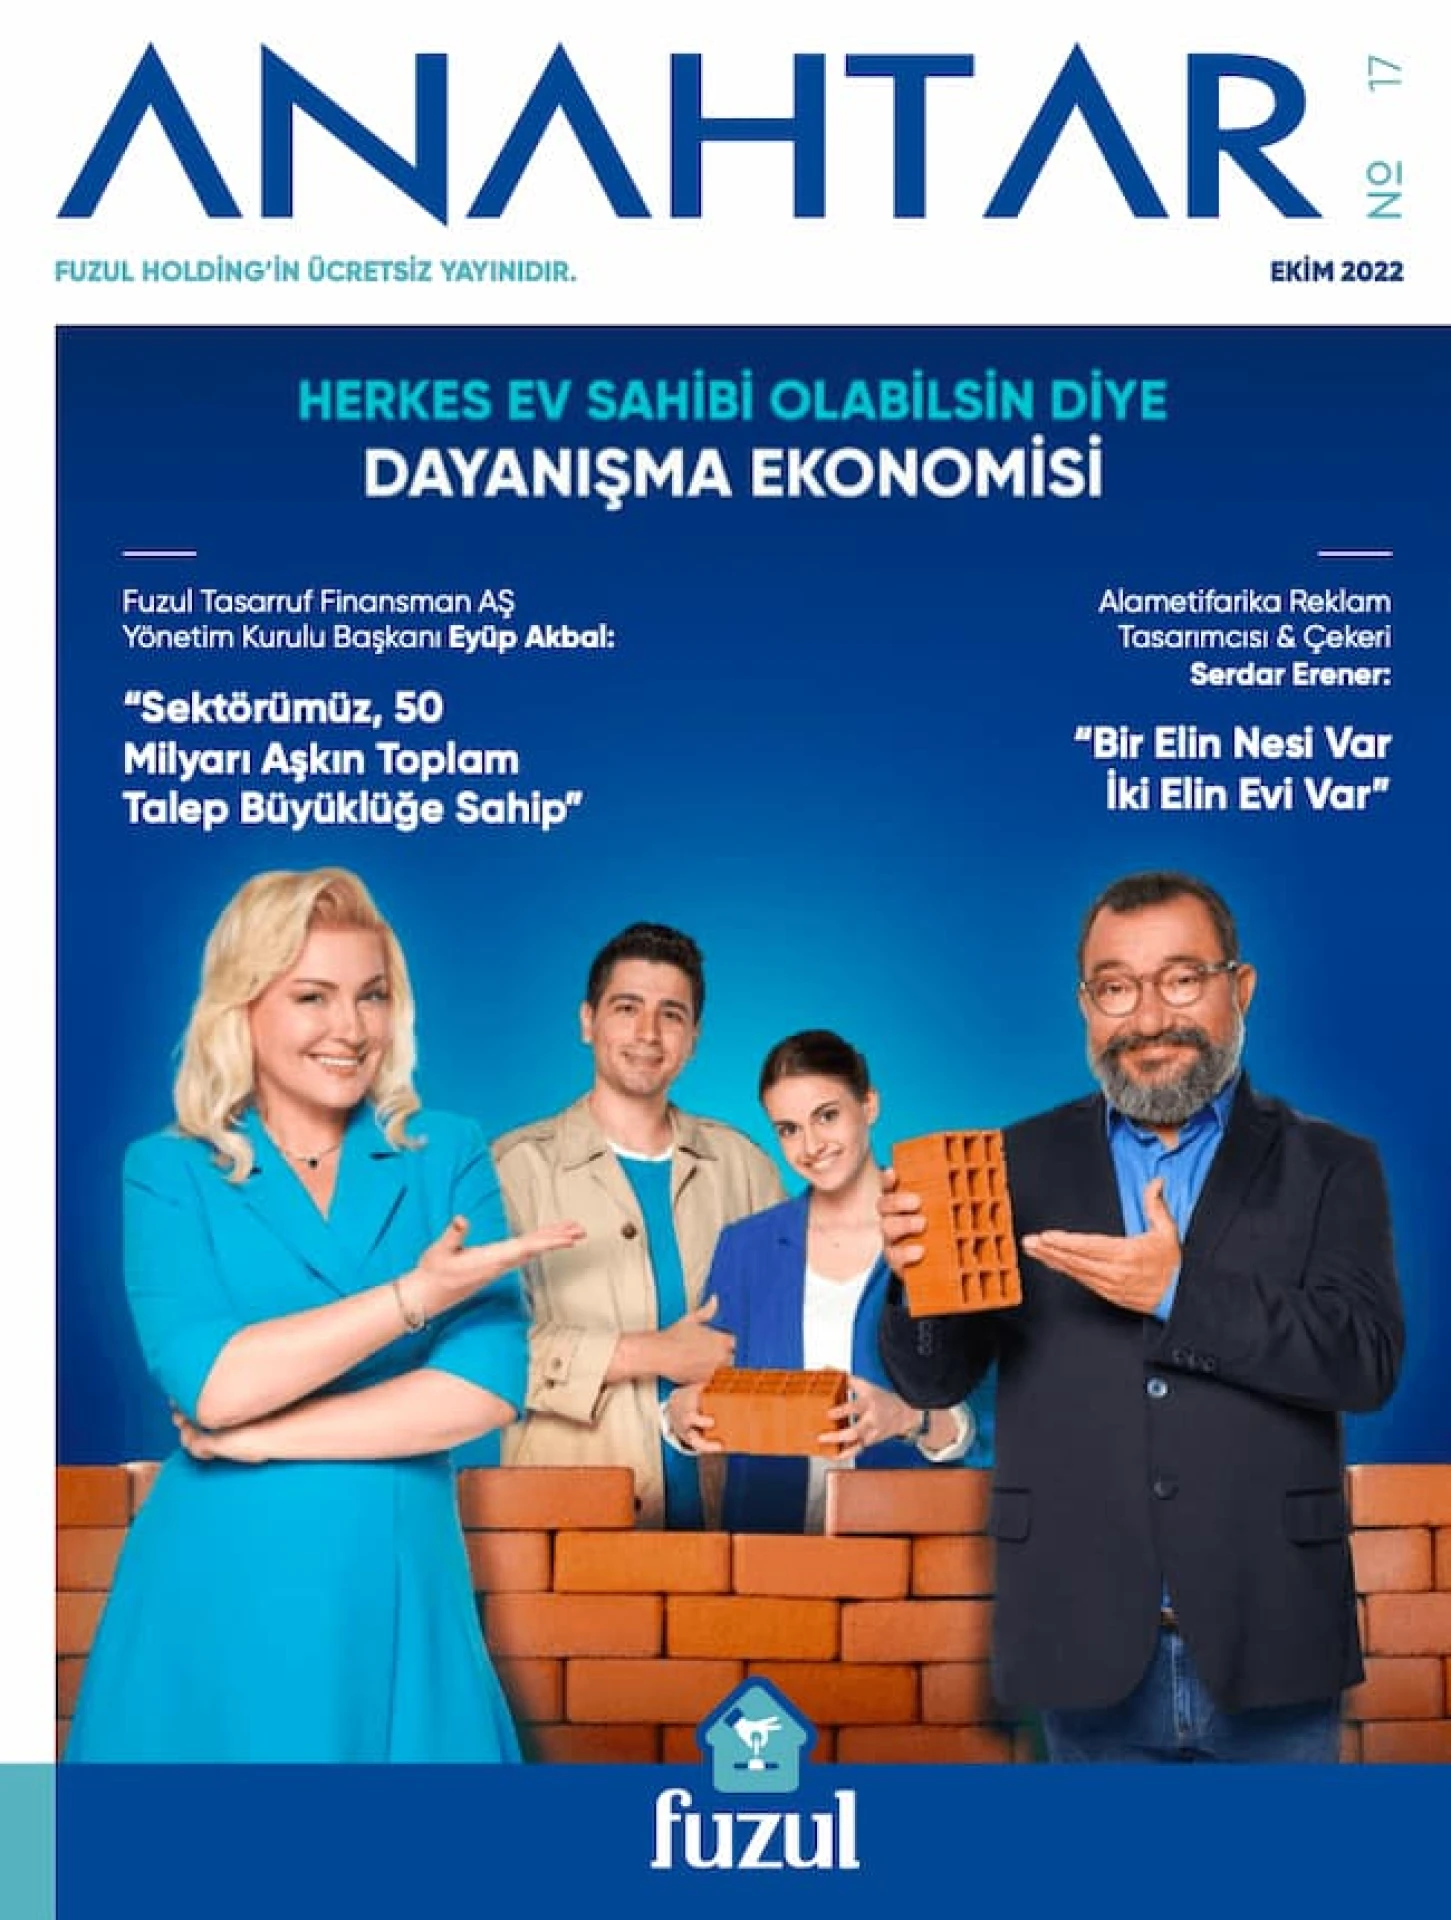 ANAHTAR
No 17
FUZUL HOLDİNG'İN ÜCRETSİZ YAYINIDIR.
EKİM 2022
HERKES EV SAHİBİ OLABİLSİN DİYE
DAYANIŞMA EKONOMİSİ
Fuzul Tasarruf Finansman AŞ
Yönetim Kurulu Başkanı Eyüp Akbal:
“Sektörümüz, 50
Milyarı Aşkın Toplam
Talep Büyüklüğe Sahip”
Alametifarika Reklam
Tasarımcısı & Çekeri
Serdar Erener:
“Bir Elin Nesi Var
İki Elin Evi Var”
fuzul